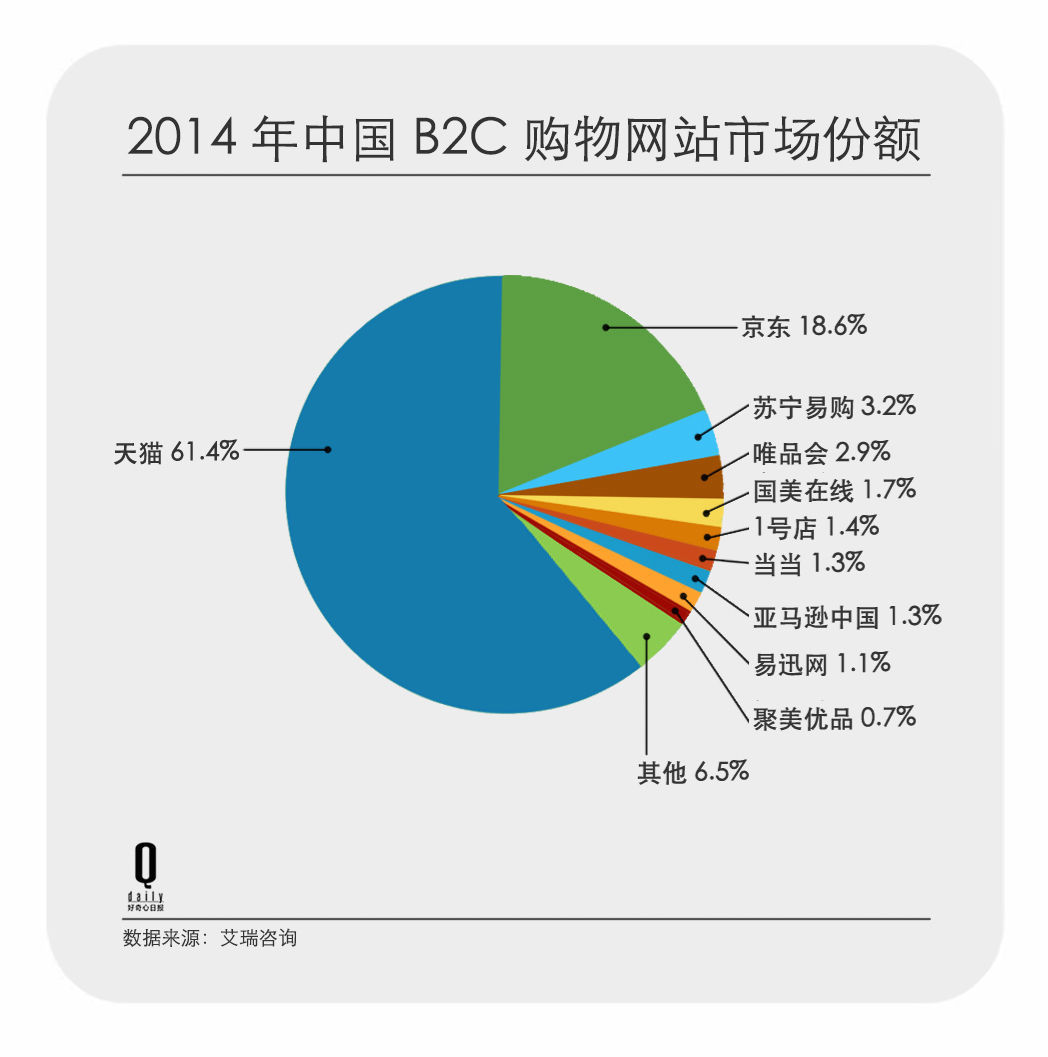 2014 年中国 B2C 购物网站市场份额
京东 18.6%
苏宁易购 3.2%
天猫 61.4%
唯品会 2.9%
国美在线 1.7%
1号店 1.4%
当当 1.3%
亚马逊中国 1.3%
易迅网 1.1%
聚美优品 0.7%
其他 6.5%
Q
daily
好奇心日报
数据来源：艾瑞咨询